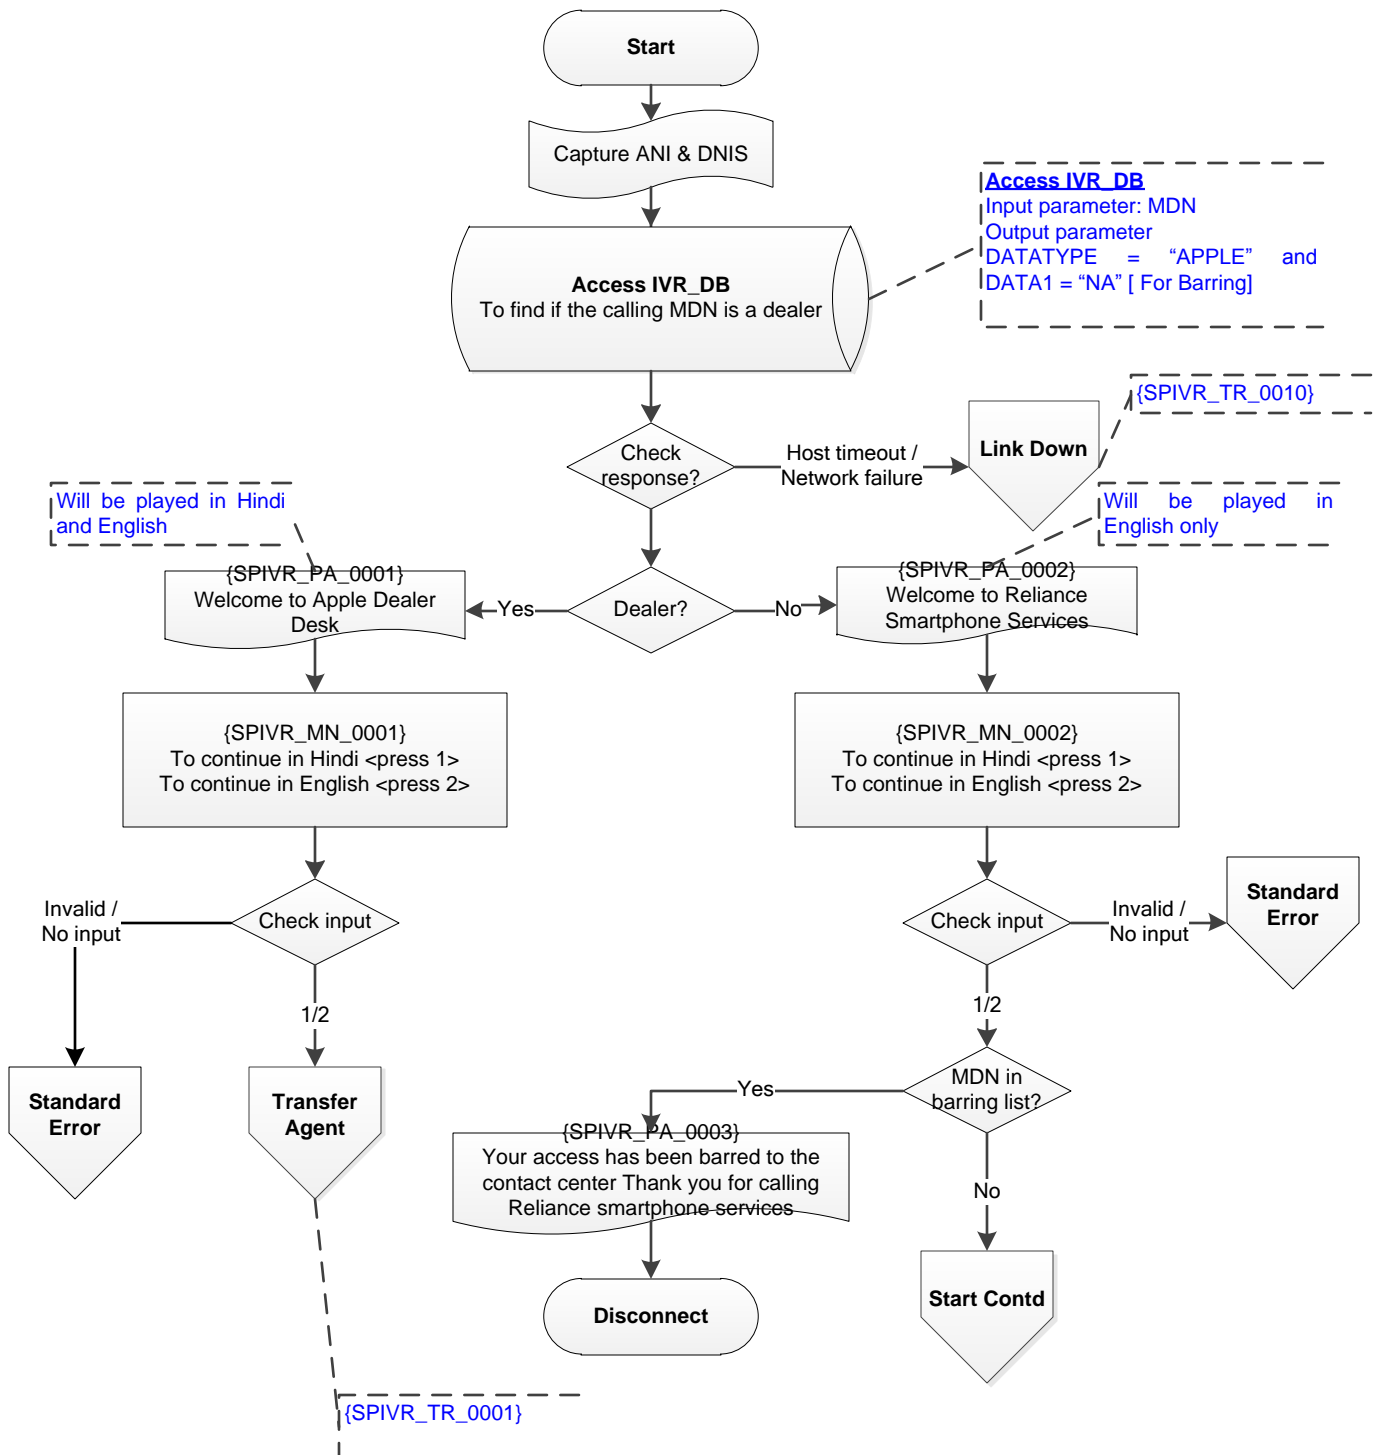 Start
Capture ANI & DNIS
Access IVR_DB
Input parameter: MDN
Output parameter
DATATYPE = “APPLE” and
DATA1 = “NA” [ For Barring]
Access IVR_DB
To find if the calling MDN is a dealer
{SPIVR_TR_0010}
Check
response?
Host timeout /
Network failure
Link Down
Will be played in Hindi
and English
Will be played in
English only
{SPIVR_PA_0001}
Welcome to Apple Dealer
Desk
Yes
Dealer?
No
{SPIVR_PA_0002}
Welcome to Reliance
Smartphone Services
{SPIVR_MN_0001}
To continue in Hindi <press 1>
To continue in English <press 2>
{SPIVR_MN_0002}
To continue in Hindi <press 1>
To continue in English <press 2>
Invalid /
No input
Check input
Check input
Invalid /
No input
Standard
Error
1/2
1/2
Standard
Error
Transfer
Agent
MDN in
barring list?
Yes
{SPIVR_PA_0003}
Your access has been barred to the
contact center Thank you for calling
Reliance smartphone services
No
Disconnect
Start Contd
{SPIVR_TR_0001}